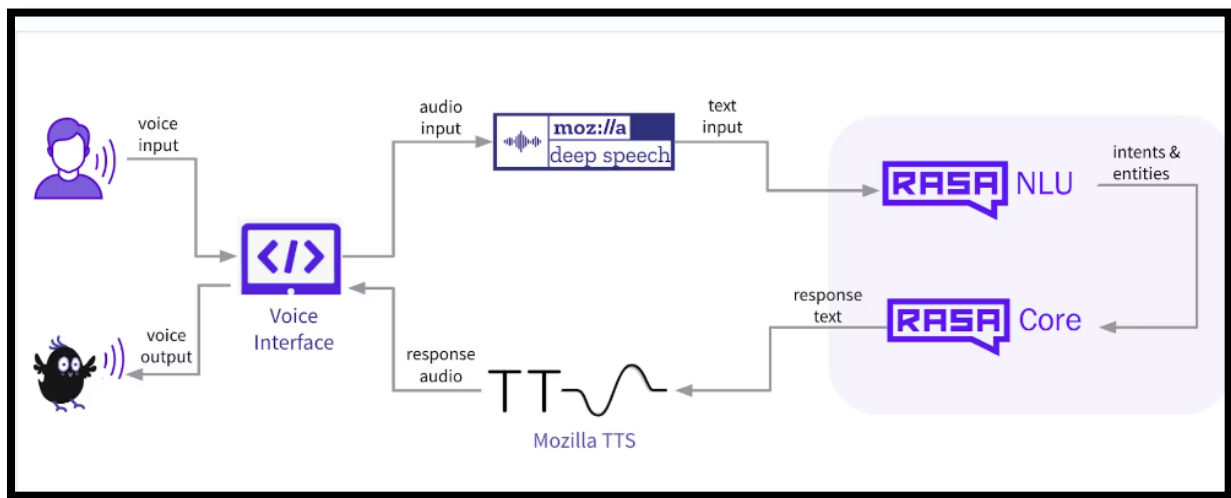 voice
input
audio
input
moz://a
deep speech
text
input
RASA NLU
intents &
entities
Voice
Interface
voice
output
response
audio
TT
Mozilla TTS
response
text
RASA Core